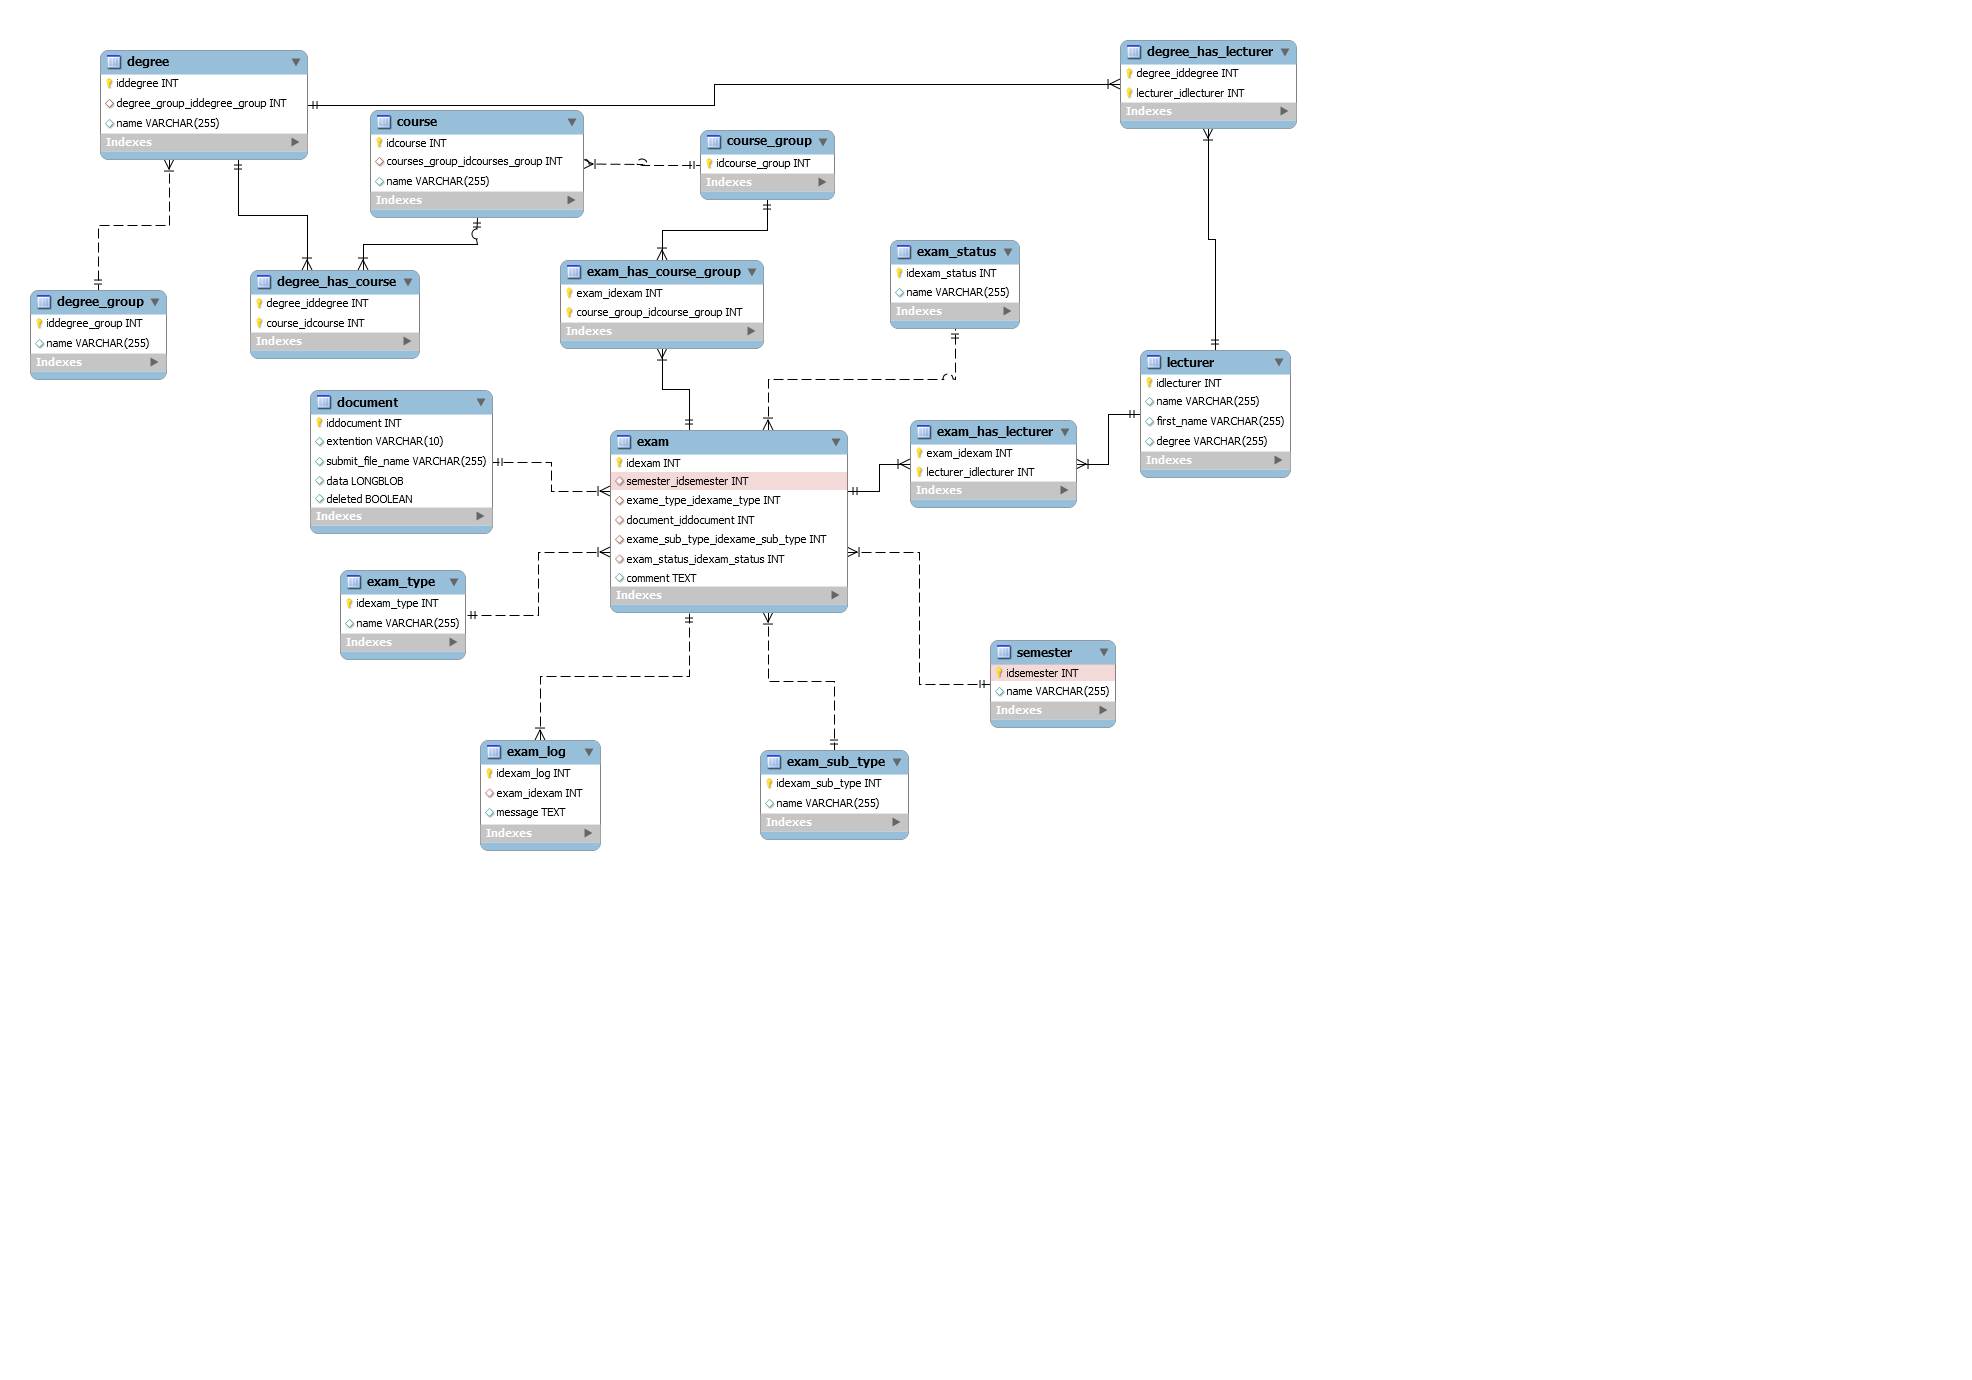 degree
iddegree INT
degree_group_iddegree_group INT
name VARCHAR(255)
Indexes
degree_has_lecturer
degree_iddegree INT
lecturer_idlecturer INT
Indexes
course
idcourse INT
courses_group_idcourses_group INT
name VARCHAR(255)
Indexes
course_group
idcourse_group INT
Indexes
degree_group
iddegree_group INT
name VARCHAR(255)
Indexes
degree_has_course
degree_iddegree INT
course_idcourse INT
Indexes
exam_has_course_group
exam_idexam INT
course_group_idcourse_group INT
Indexes
exam_status
idexam_status INT
name VARCHAR(255)
Indexes
lecturer
idlecturer INT
name VARCHAR(255)
first_name VARCHAR(255)
degree VARCHAR(255)
Indexes
document
iddocument INT
extention VARCHAR(10)
submit_file_name VARCHAR(255)
data LONGBLOB
deleted BOOLEAN
Indexes
exam
idexam INT
semester_idsemester INT
exame_type_idexame_type INT
document_iddocument INT
exame_sub_type_idexame_sub_type INT
exam_status_idexam_status INT
comment TEXT
Indexes
exam_has_lecturer
exam_idexam INT
lecturer_idlecturer INT
Indexes
exam_type
idexam_type INT
name VARCHAR(255)
Indexes
semester
idsemester INT
name VARCHAR(255)
Indexes
exam_log
idexam_log INT
exam_idexam INT
message TEXT
Indexes
exam_sub_type
idexam_sub_type INT
name VARCHAR(255)
Indexes